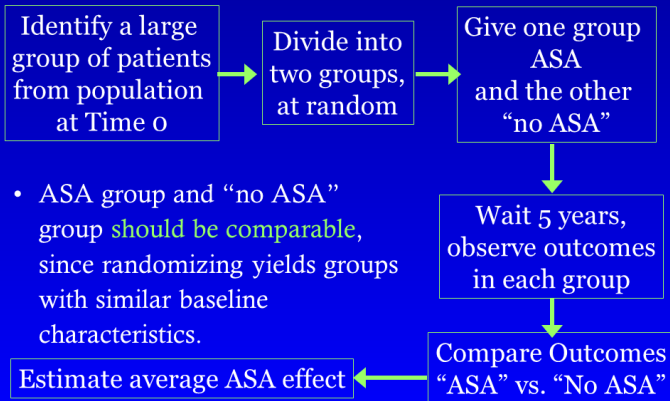 Identify a large
group of patients
from population
at Time 0
Divide into
two groups,
at random
Give one group
ASA
and the other
“no ASA”
• ASA group and “no ASA”
group should be comparable,
since randomizing yields groups
with similar baseline
characteristics.
Wait 5 years,
observe outcomes
in each group
Compare Outcomes
“ASA” vs. “No ASA”
Estimate average ASA effect